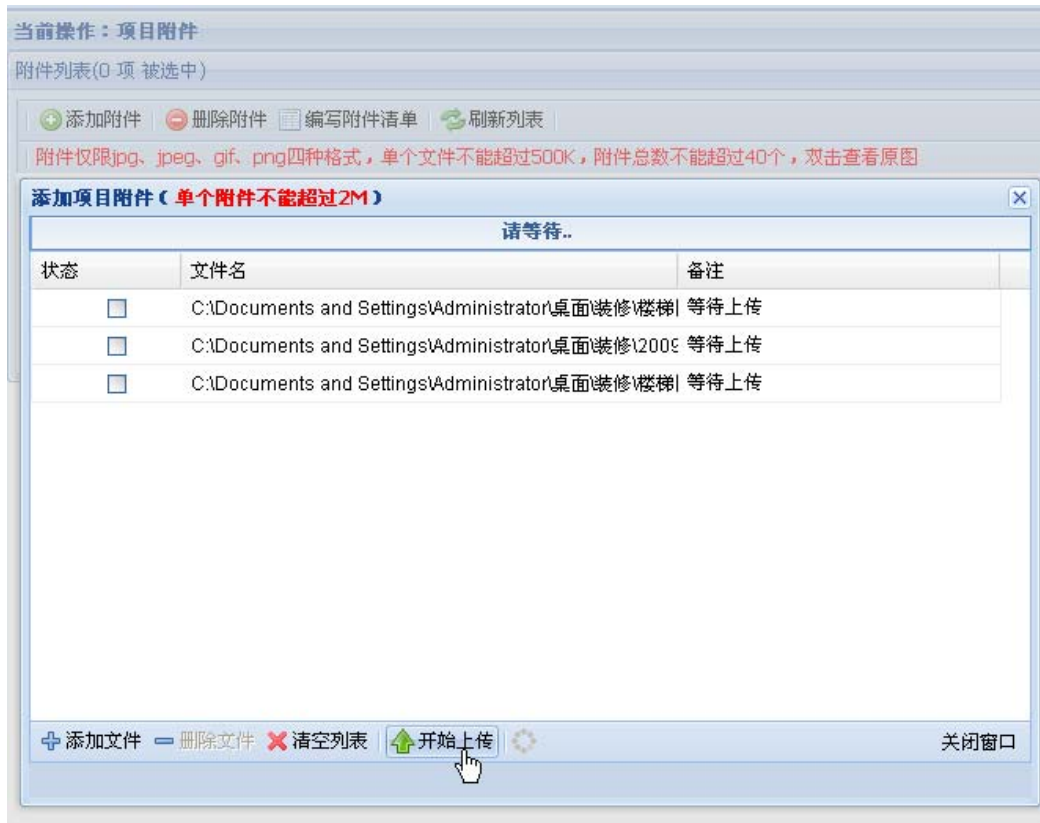 当前操作：项目附件
附件列表(0 项 被选中)
添加附件 删除附件 编写附件清单 刷新列表
附件仅限jpg、jpeg、gif、png四种格式，单个文件不能超过500K，附件总数不能超过40个，双击查看原图
添加项目附件(单个附件不能超过2M)
请等待..
状态 文件名 备注
C:\Documents and Settings\Administrator\桌面\装修\楼梯 等待上传
C:\Documents and Settings\Administrator\桌面\装修\2009 等待上传
C:\Documents and Settings\Administrator\桌面\装修\楼梯 等待上传
添加文件 删除文件 清空列表 开始上传 关闭窗口